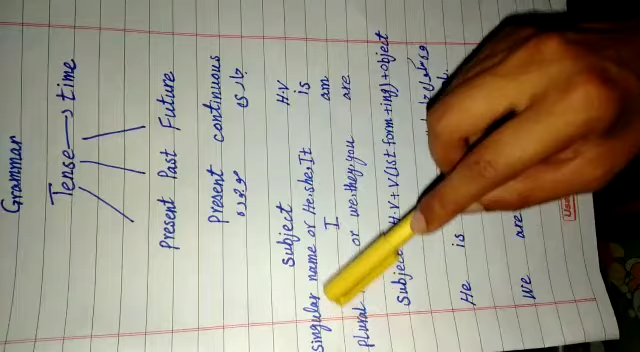 Grammar
Tense → time
Present Past Future
Present continuous
Subject H.V
singular name or He,she,It is
I am
plural or we,they,you are
Subject H.V+V(1st form+ing)+object
He is
We are